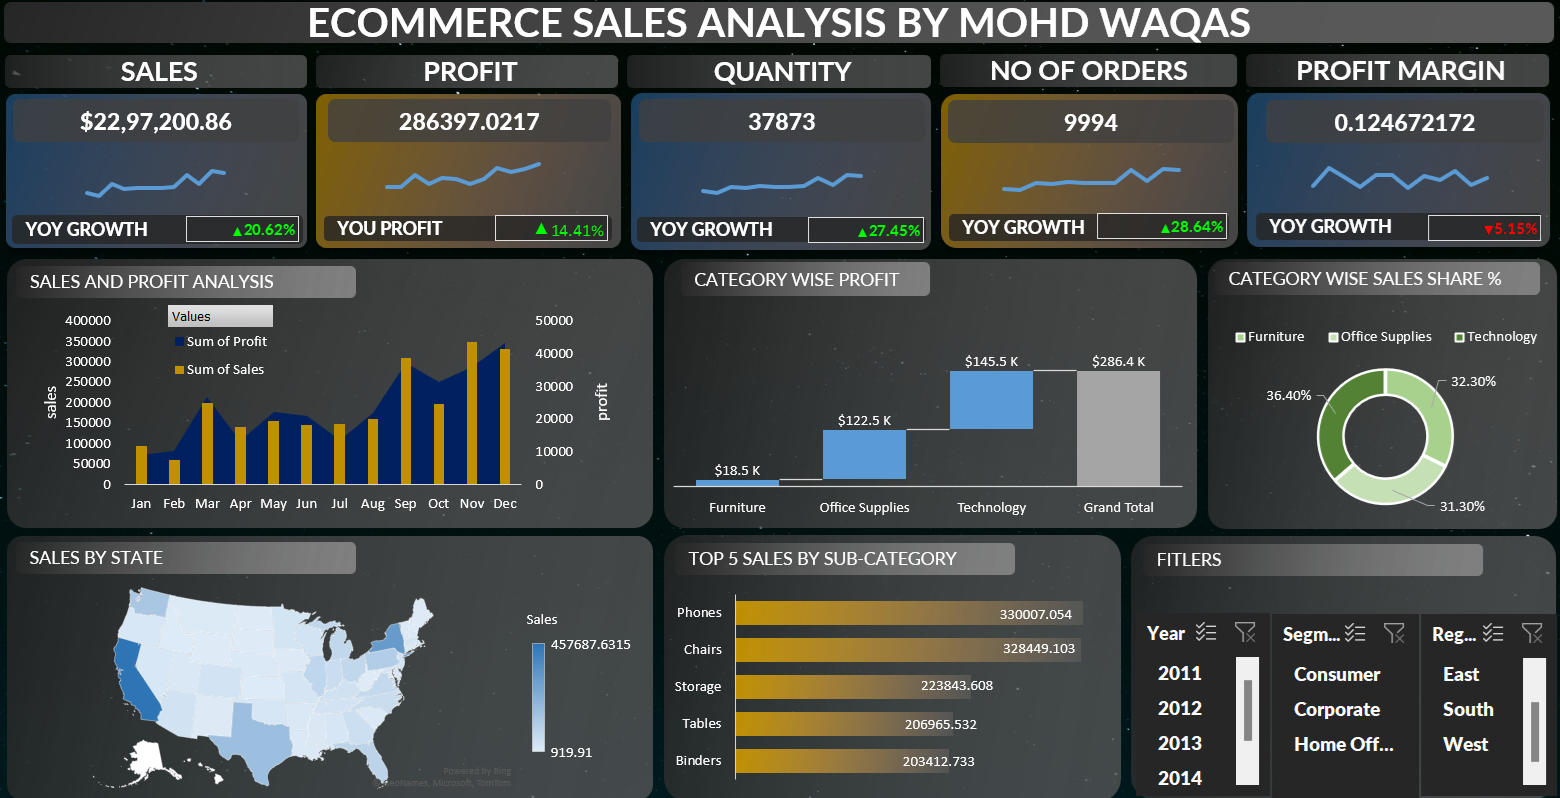 ECOMMERCE SALES ANALYSIS BY MOHD WAQAS
SALES
PROFIT
QUANTITY
NO OF ORDERS
PROFIT MARGIN
$22,97,200.86
286397.0217
37873
9994
0.124672172
YOY GROWTH
▲20.62%
YOU PROFIT
▲ 14.41%
YOY GROWTH
▲27.45%
YOY GROWTH
▲28.64%
YOY GROWTH
▼5.15%
SALES AND PROFIT ANALYSIS
Values
Sum of Profit
Sum of Sales
sales
400000
350000
300000
250000
200000
150000
100000
50000
0
50000
40000
30000
20000
10000
0
profit
Jan Feb Mar Apr May Jun Jul Aug Sep Oct Nov Dec
CATEGORY WISE PROFIT
$18.5 K
$122.5 K
$145.5 K
$286.4 K
Furniture Office Supplies Technology Grand Total
CATEGORY WISE SALES SHARE %
Furniture Office Supplies Technology
36.40%
32.30%
31.30%
SALES BY STATE
Sales
457687.6315
919.91
Powered by Bing
© GeoNames, Microsoft, TomTom
TOP 5 SALES BY SUB-CATEGORY
Phones 330007.054
Chairs 328449.103
Storage 223843.608
Tables 206965.532
Binders 203412.733
FITLERS
Year
2011
2012
2013
2014
Segm...
Consumer
Corporate
Home Off...
Reg...
East
South
West